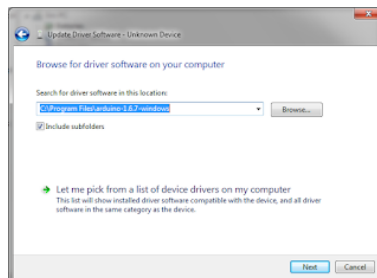 Update Driver Software - Unknown Device
Browse for driver software on your computer
Search for driver software in this location:
C:\Program Files\arduino-1.6.7-windows
Browse...
Include subfolders
Let me pick from a list of device drivers on my computer
This list will show installed driver software compatible with the device, and all driver
software in the same category as the device.
Next
Cancel